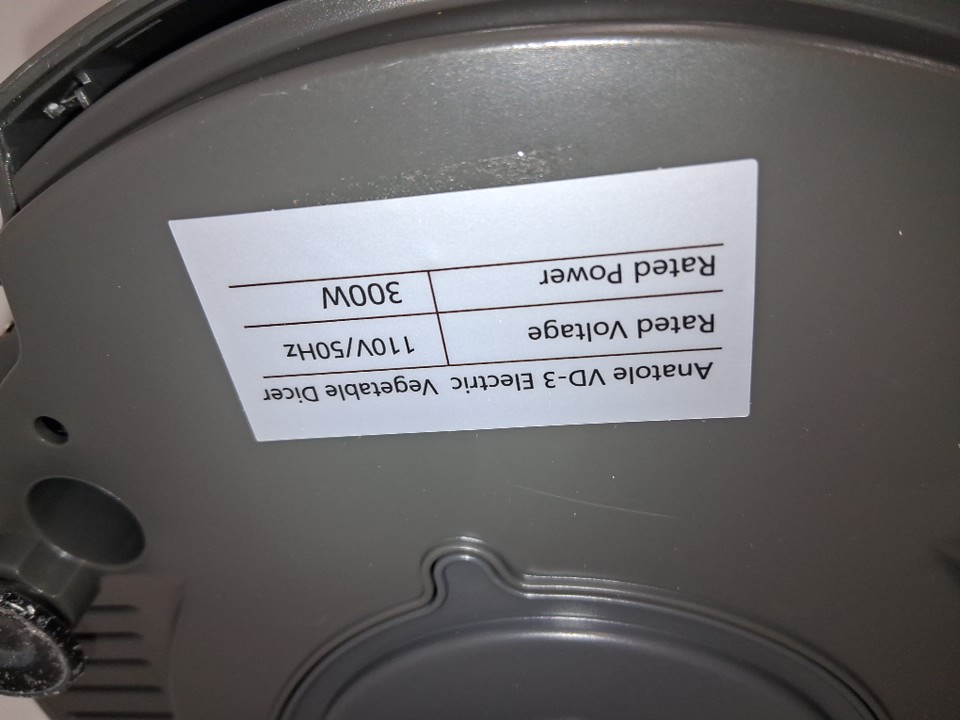 Anatole VD-3 Electric Vegetable Dicer
Rated Voltage 110V/50Hz
Rated Power 300W